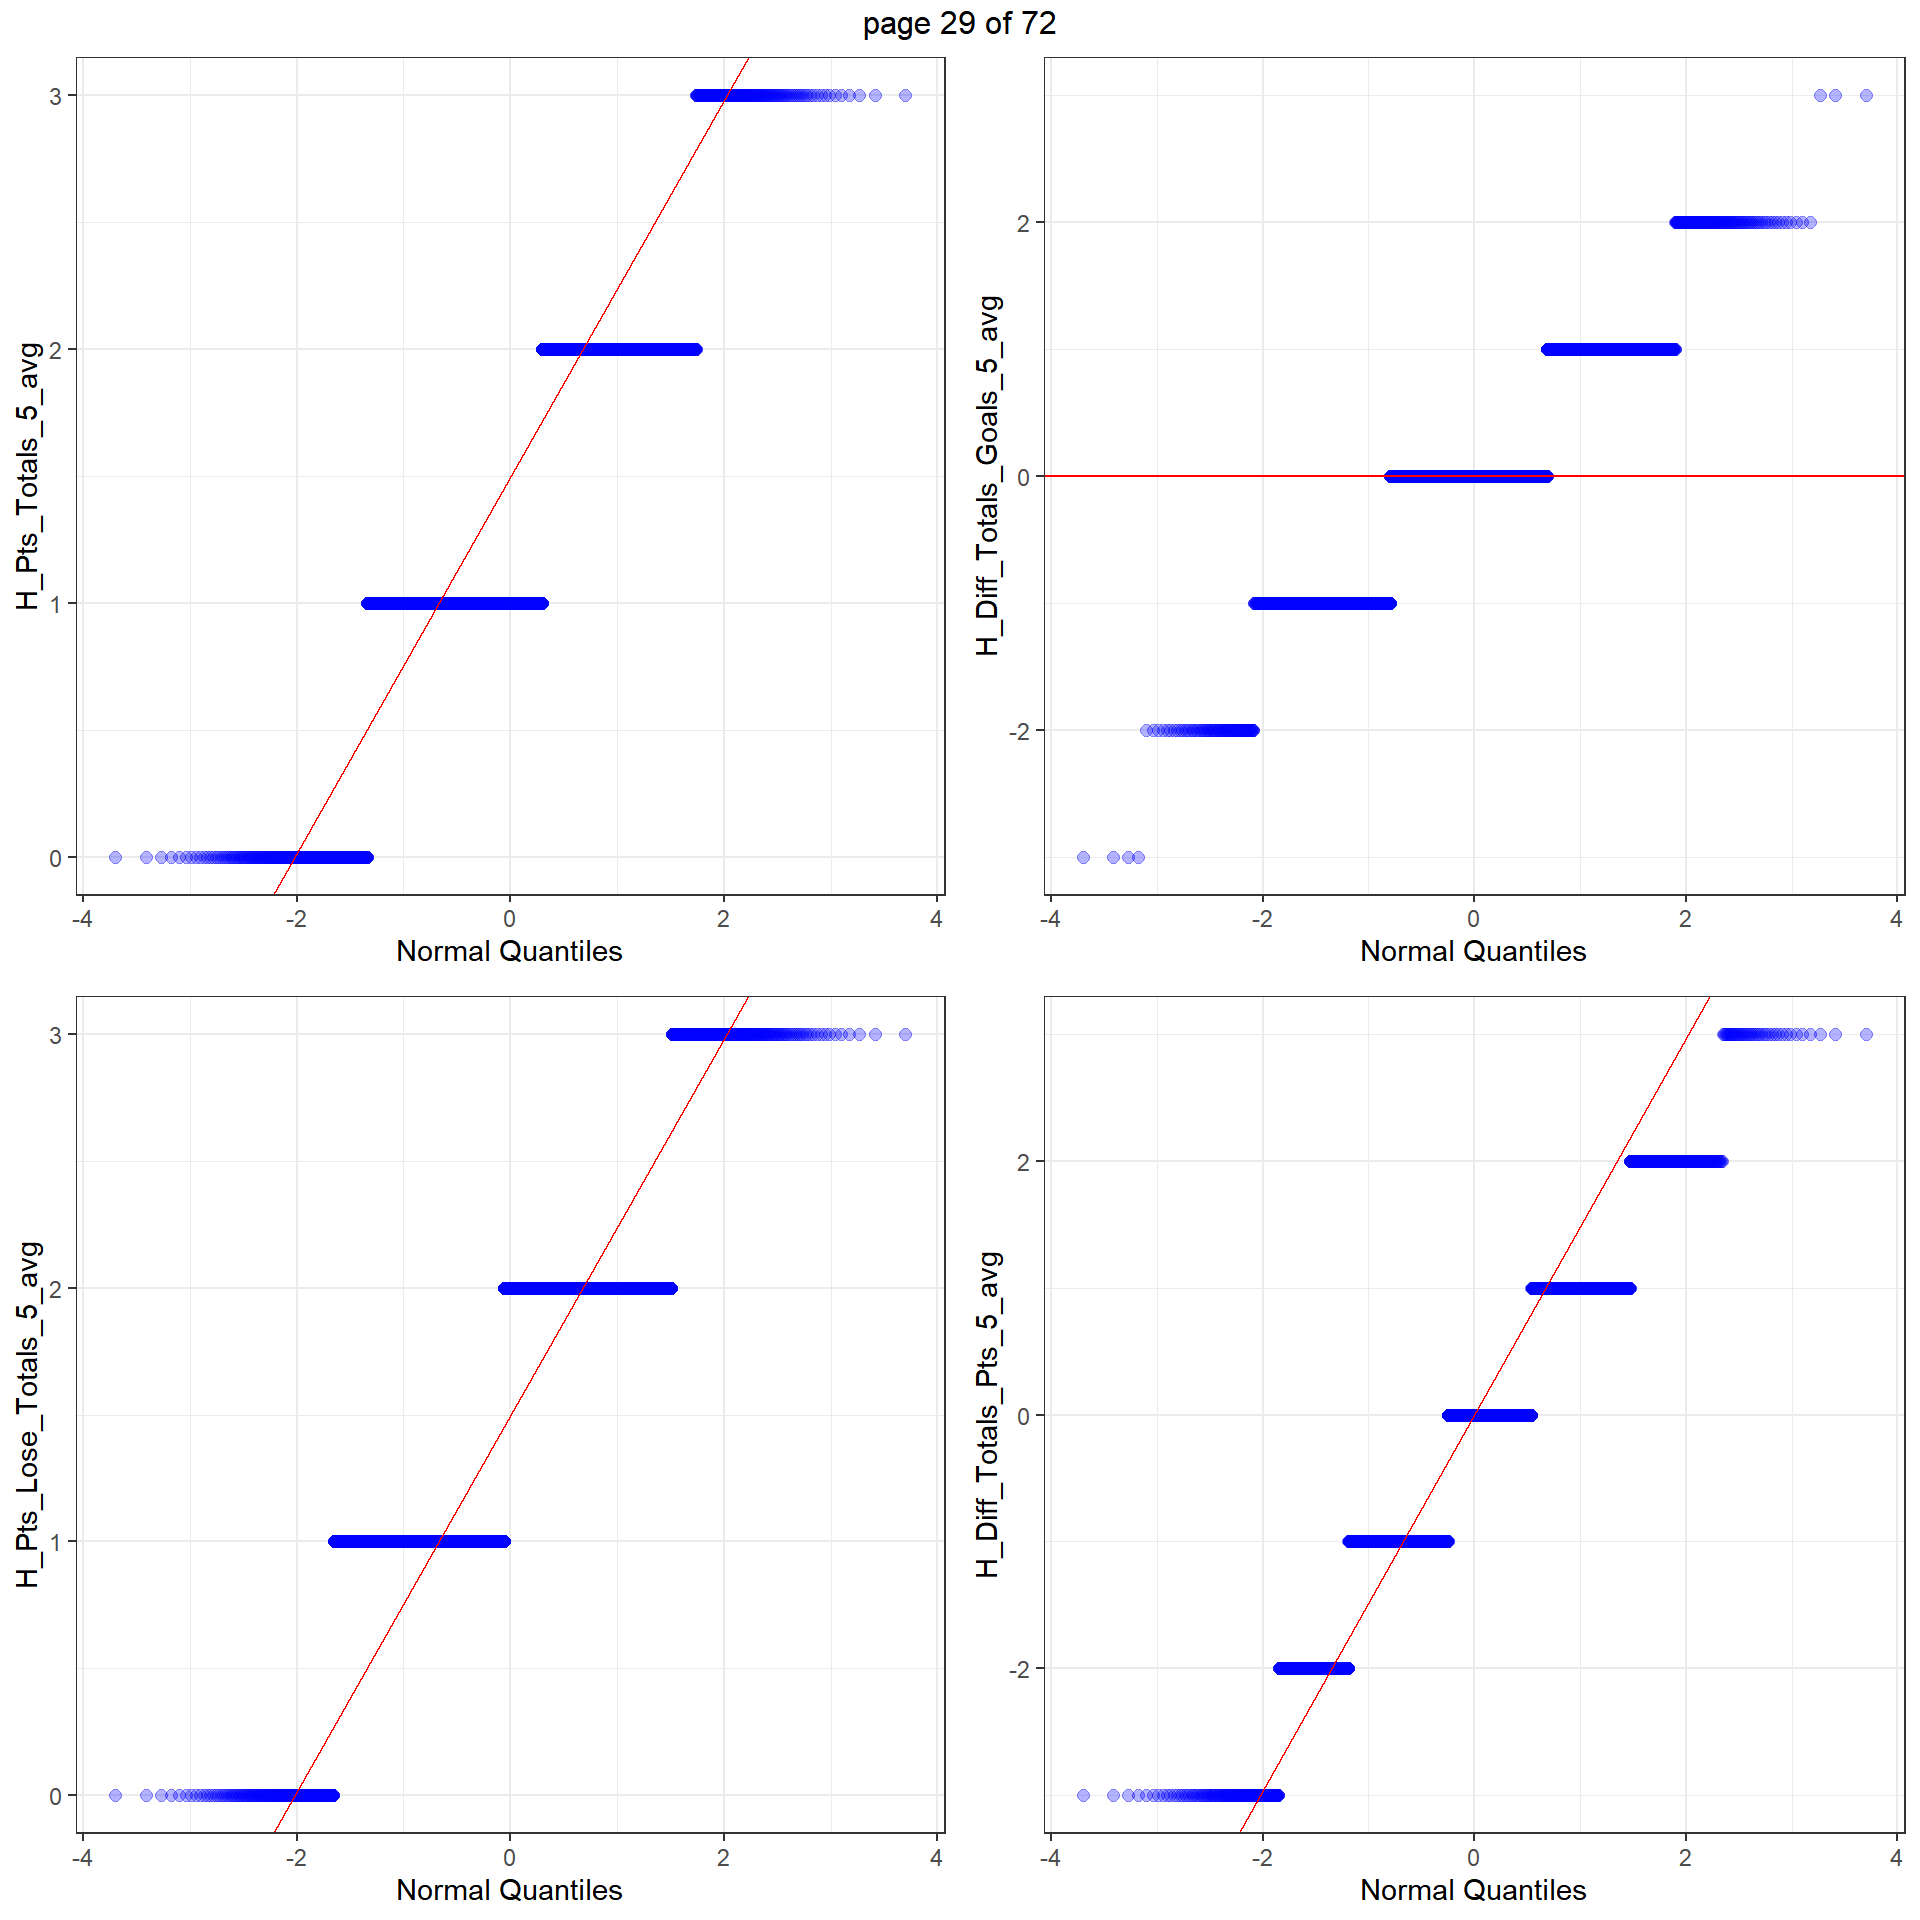 page 29 of 72
H_Pts_Totals_5_avg
3
2
1
0
-4 -2 0 2 4
Normal Quantiles
H_Diff_Totals_Goals_5_avg
2
0
-2
-4 -2 0 2 4
Normal Quantiles
H_Pts_Lose_Totals_5_avg
3
2
1
0
-4 -2 0 2 4
Normal Quantiles
H_Diff_Totals_Pts_5_avg
2
0
-2
-4 -2 0 2 4
Normal Quantiles